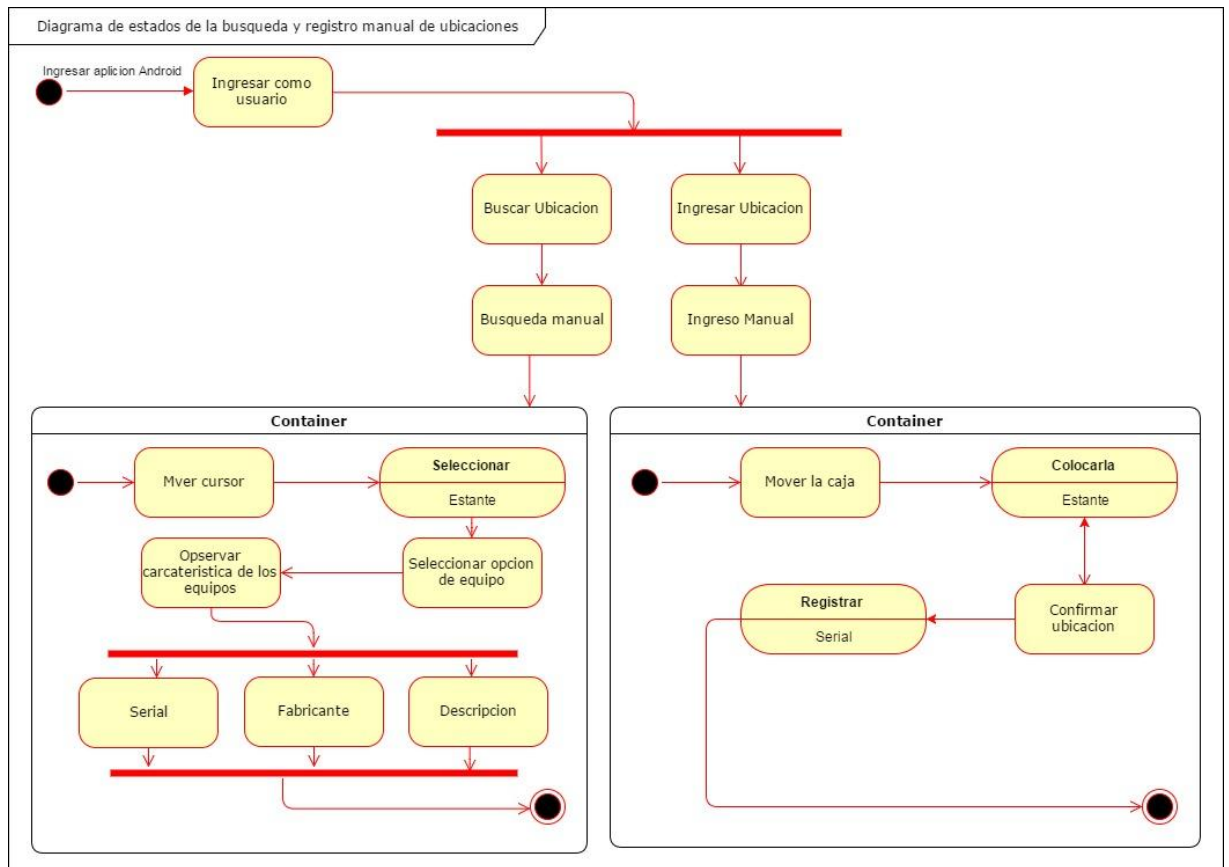 Diagrama de estados de la busqueda y registro manual de ubicaciones
Ingresar aplicion Android
Ingresar como
usuario
Buscar Ubicacion
Ingresar Ubicacion
Busqueda manual
Ingreso Manual
Container
Mver cursor
Seleccionar
Estante
Opservar
carcateristica de los
equipos
Seleccionar opcion
de equipo
Serial
Fabricante
Descripcion
Container
Mover la caja
Colocarla
Estante
Registrar
Serial
Confirmar
ubicacion